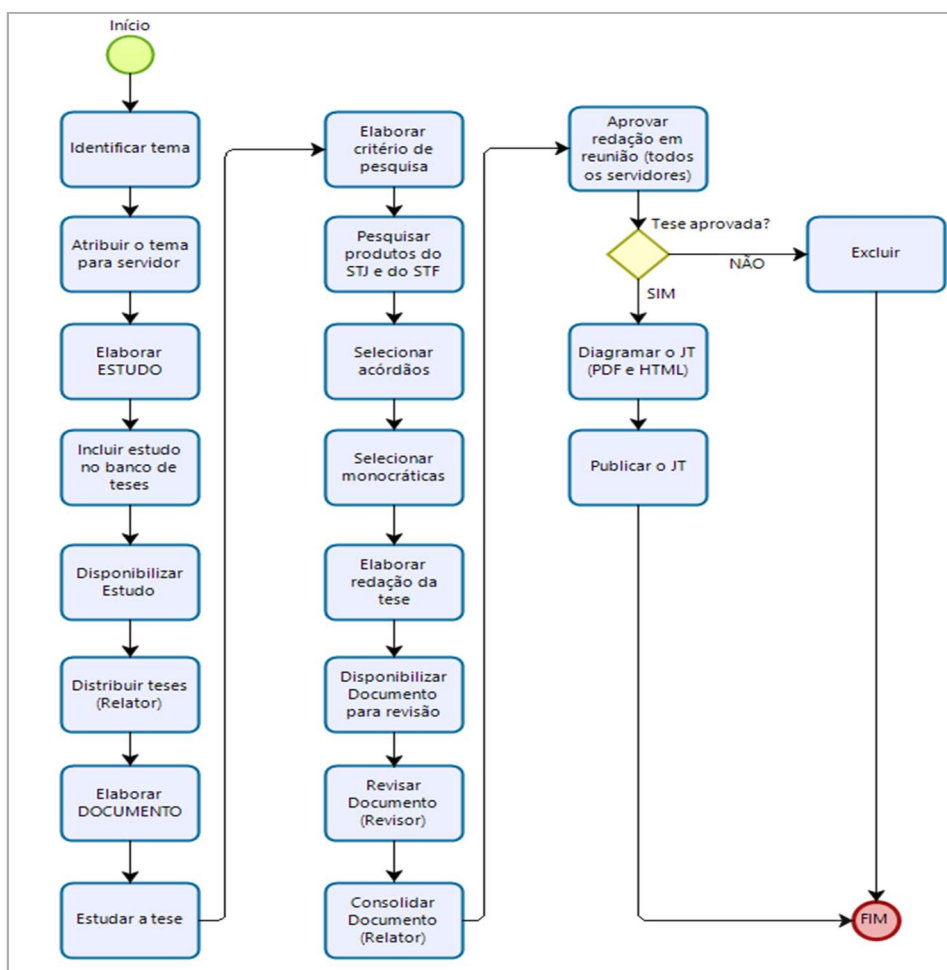 Início
Identificar tema
Atribuir o tema
para servidor
Elaborar
ESTUDO
Incluir estudo
no banco de
teses
Disponibilizar
Estudo
Distribuir teses
(Relator)
Elaborar
DOCUMENTO
Estudar a tese
Elaborar
critério de
pesquisa
Pesquisar
produtos do
STJ e do STF
Selecionar
acórdãos
Selecionar
monocráticas
Elaborar
redação da
tese
Disponibilizar
Documento
para revisão
Revisar
Documento
(Revisor)
Consolidar
Documento
(Relator)
Aprovar
redação em
reunião (todos
os servidores)
Tese aprovada?
NÃO
Excluir
SIM
Diagramar o JT
(PDF e HTML)
Publicar o JT
FIM